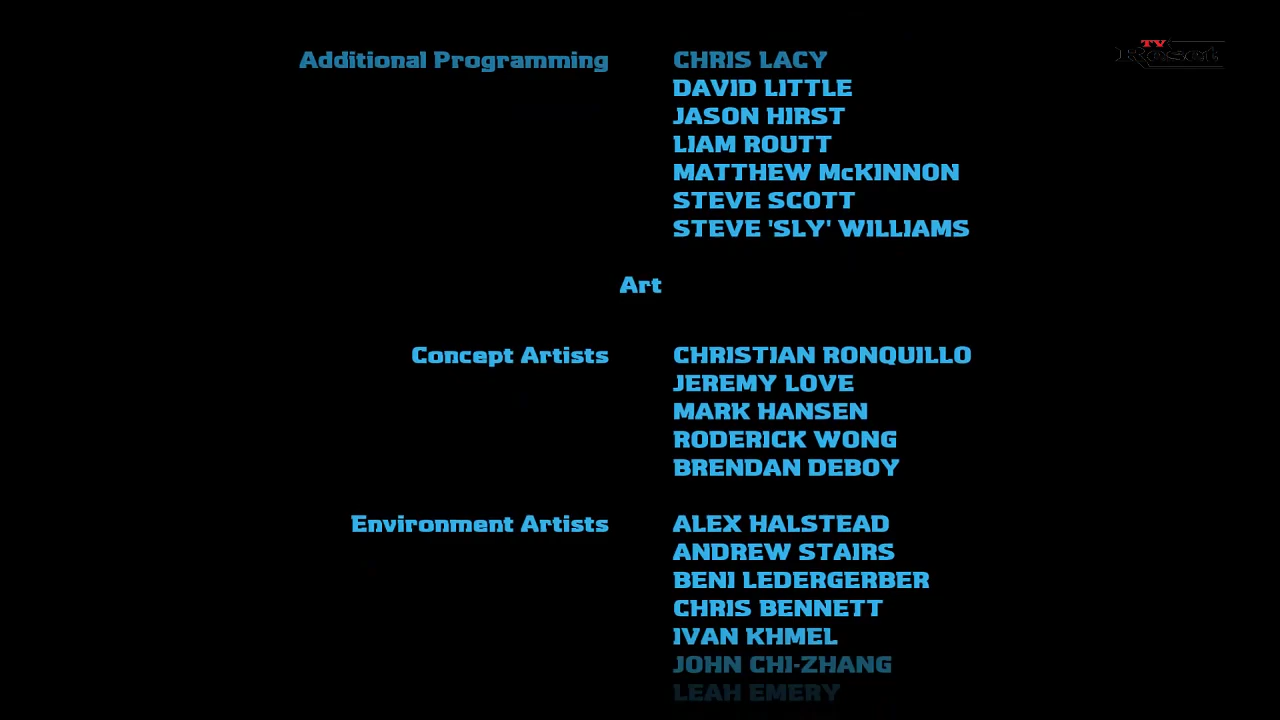 TV
Reset
Additional Programming CHRIS LACY
DAVID LITTLE
JASON HIRST
LIAM ROUTT
MATTHEW McKINNON
STEVE SCOTT
STEVE 'SLY' WILLIAMS
Art
Concept Artists CHRISTIAN RONQUILLO
JEREMY LOVE
MARK HANSEN
RODERICK WONG
BRENDAN DEBOY
Environment Artists ALEX HALSTEAD
ANDREW STAIRS
BENI LEDERGERBER
CHRIS BENNETT
IVAN KHMEL
JOHN CHI-ZHANG
LEAH EMERY